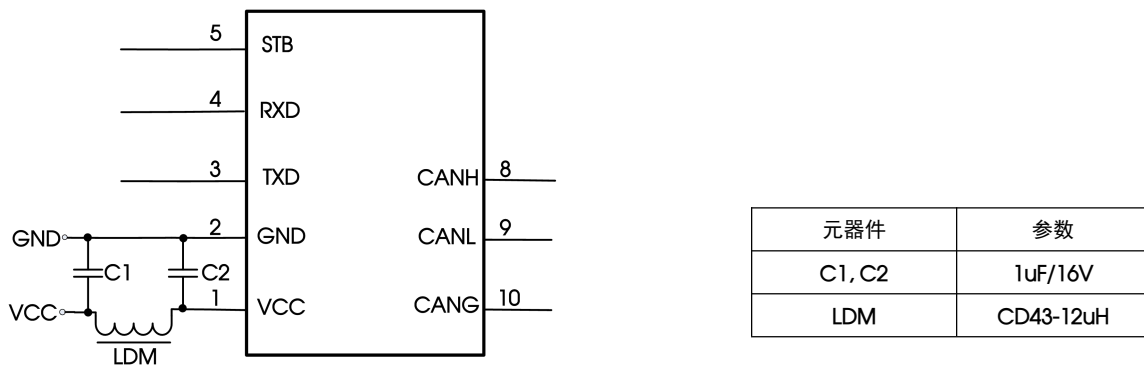 5 STB
4 RXD
3 TXD
CANH 8
GND 2 GND
CANL 9
C1 C2
VCC 1 VCC
CANG 10
LDM
元器件 参数
C1, C2 1uF/16V
LDM CD43-12uH